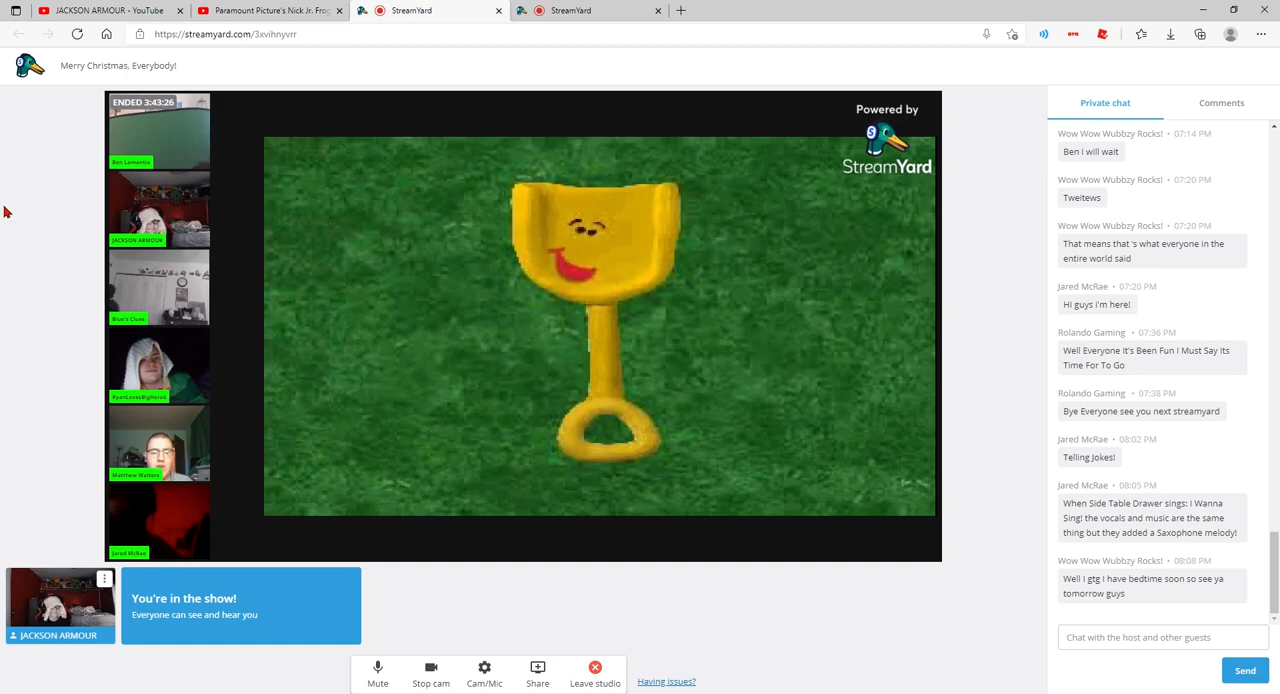 JACKSON ARMOUR - YouTube
Paramount Picture's Nick Jr. Frog
StreamYard
StreamYard
https://streamyard.com/3xvihnyvrr
Merry Christmas, Everybody!
ENDED 3:43:26
Ben Lamantia
JACKSON ARMOUR
Blue's Clues
RyanLovesBigHero6
Matthew Walters
Jared McRae
Powered by
StreamYard
JACKSON ARMOUR
You're in the show!
Everyone can see and hear you
Mute
Stop cam
Cam/Mic
Share
Leave studio
Having issues?
Private chat
Comments
Wow Wow Wubbzy Rocks! • 07:14 PM
Ben I will wait
Wow Wow Wubbzy Rocks! • 07:20 PM
Tweitews
Wow Wow Wubbzy Rocks! • 07:20 PM
That means that 's what everyone in the
entire world said
Jared McRae • 07:20 PM
HI guys i'm here!
Rolando Gaming • 07:36 PM
Well Everyone It's Been Fun I Must Say Its
Time For To Go
Rolando Gaming • 07:38 PM
Bye Everyone see you next streamyard
Jared McRae • 08:02 PM
Telling Jokes!
Jared McRae • 08:05 PM
When Side Table Drawer sings: I Wanna
Sing! the vocals and music are the same
thing but they added a Saxophone melody!
Wow Wow Wubbzy Rocks! • 08:08 PM
Well I gtg I have bedtime soon so see ya
tomorrow guys
Chat with the host and other guests
Send